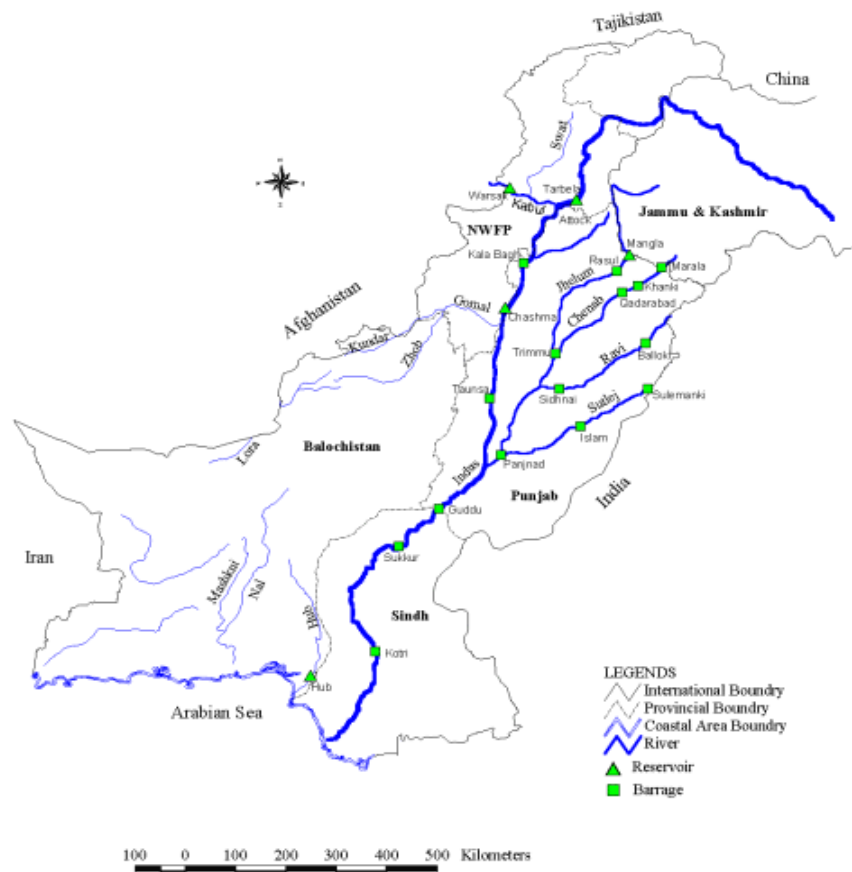 Tajikistan
China
Swat
Warsak
Kabul
Tarbela
Attock
Jammu & Kashmir
NWFP
Kala Bagh
Mangla
Rasul
Marala
Jhelum
Khanki
Chenab
Qadarabad
Afghanistan
Gomal
Chashma
Kundar
Zhob
Trimmu
Ravi
Ballokra
Taunsa
Sidhnai
Sutlej
Sulemanki
Lora
Balochistan
Islam
Indus
Panjnad
Punjab
India
Guddu
Iran
Sukkur
Mashkai
Nal
Hub
Sindh
Kotri
Hub
Arabian Sea
LEGENDS
International Boundry
Provincial Boundry
Coastal Area Boundry
River
Reservoir
Barrage
100 0 100 200 300 400 500 Kilometers